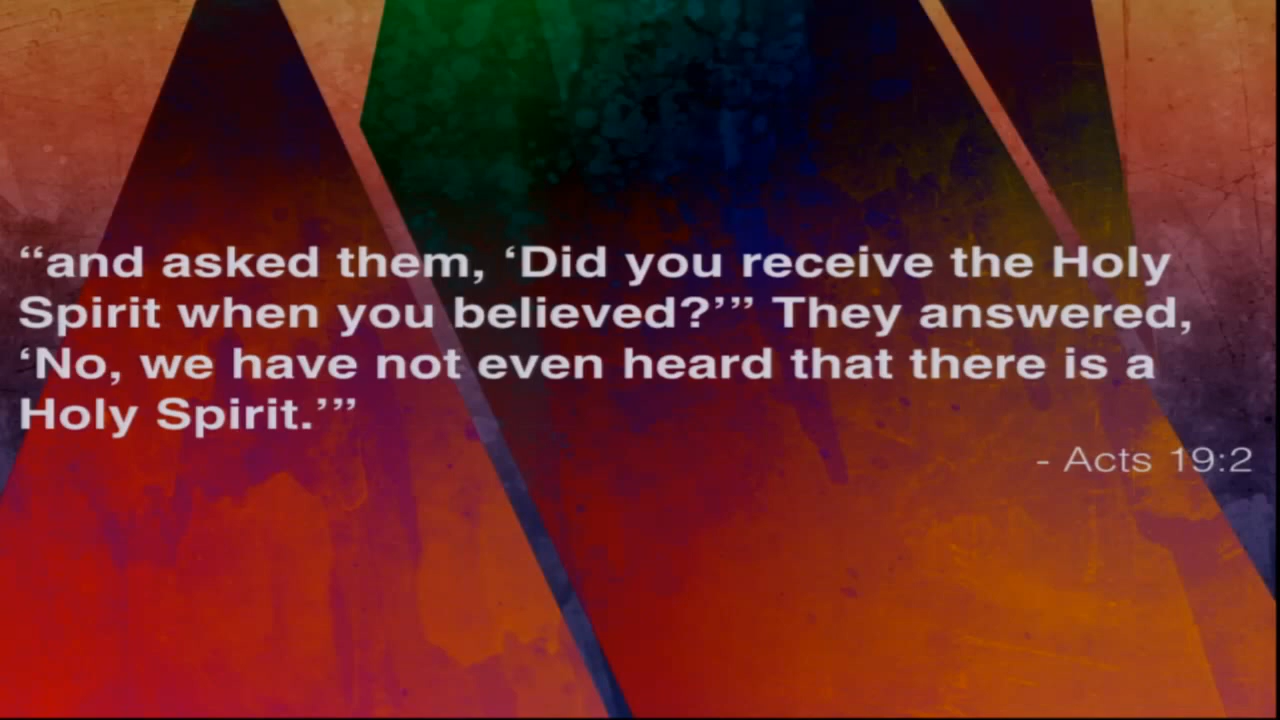 “and asked them, ‘Did you receive the Holy
Spirit when you believed?’” They answered,
‘No, we have not even heard that there is a
Holy Spirit.’”
- Acts 19:2